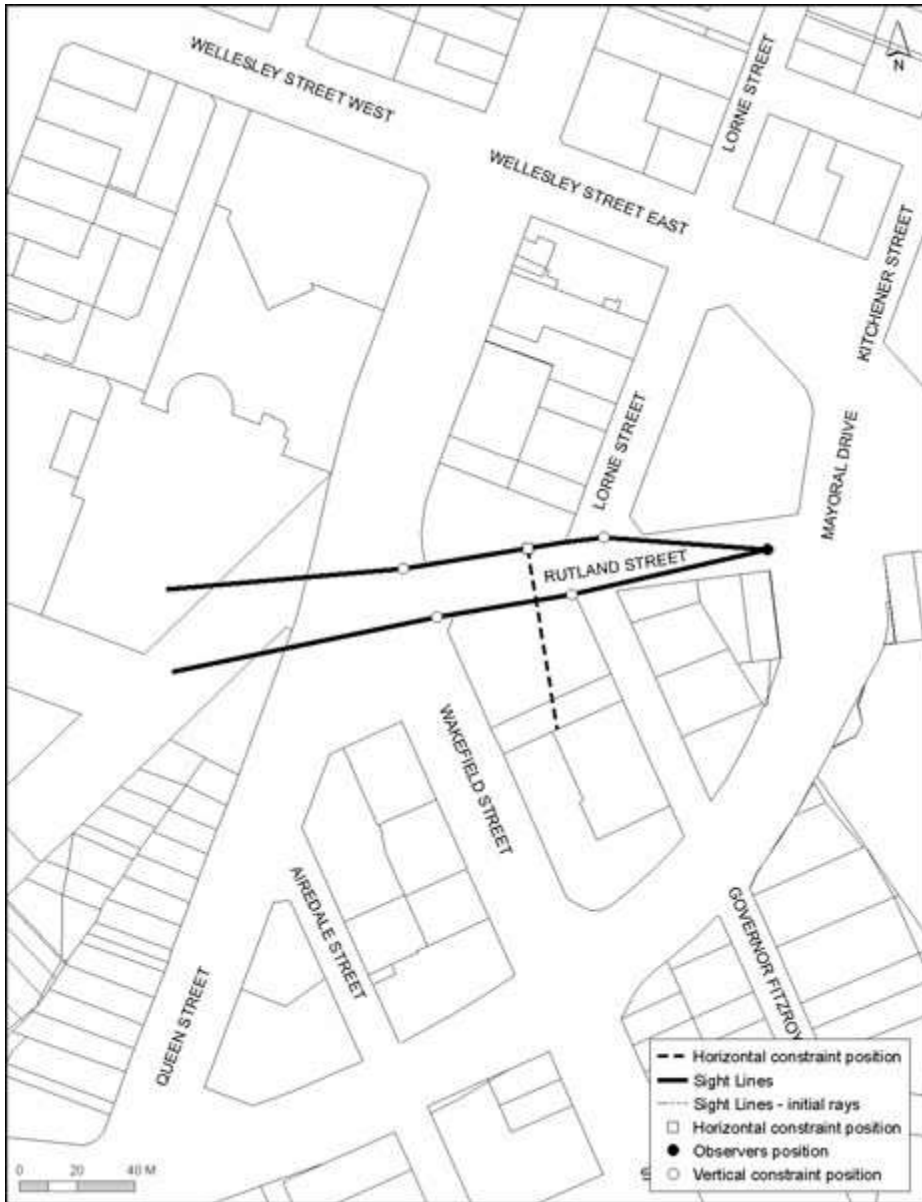 N
WELLESLEY STREET WEST
LORNE STREET
WELLESLEY STREET EAST
KITCHENER STREET
LORNE STREET
MAYORAL DRIVE
RUTLAND STREET
WAKEFIELD STREET
AIREDALE STREET
GOVERNOR FITZROY
QUEEN STREET
Horizontal constraint position
Sight Lines
Sight Lines - initial rays
Horizontal constraint position
Observers position
Vertical constraint position
0 20 40 M